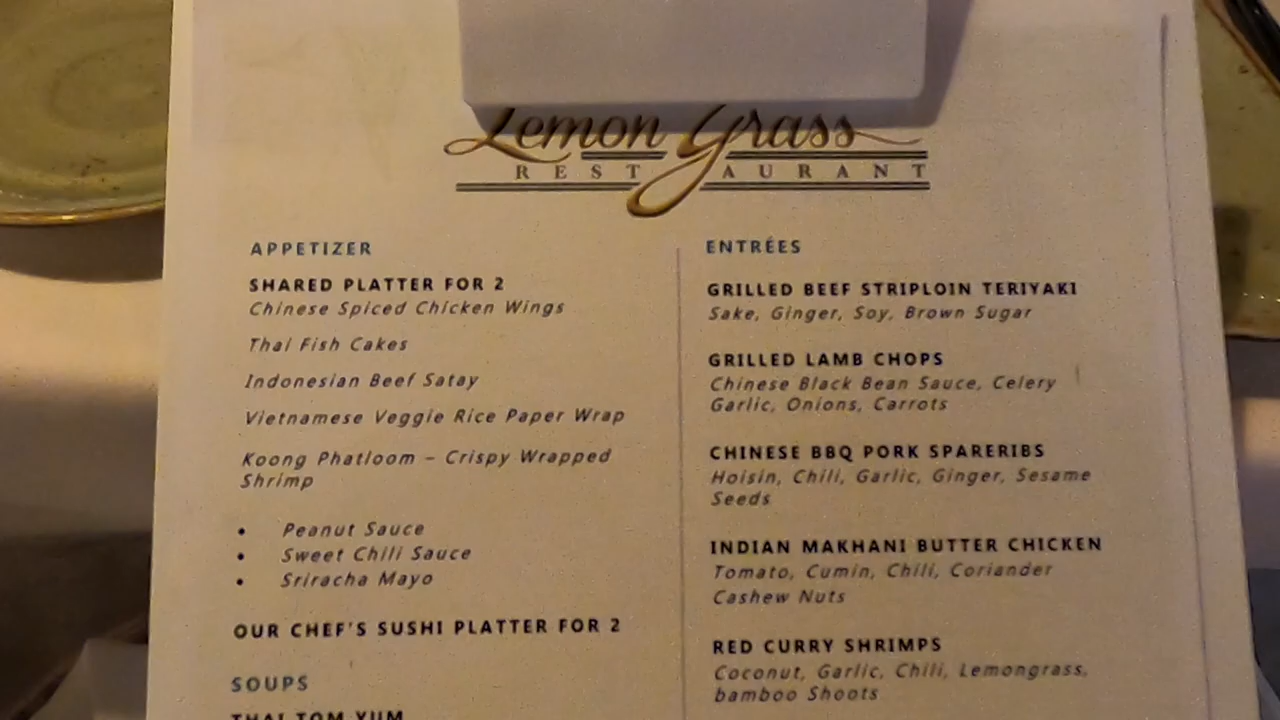 Lemon Grass
RESTAURANT
APPETIZER
SHARED PLATTER FOR 2
Chinese Spiced Chicken Wings
Thai Fish Cakes
Indonesian Beef Satay
Vietnamese Veggie Rice Paper Wrap
Koong Phatloom – Crispy Wrapped
Shrimp
• Peanut Sauce
• Sweet Chili Sauce
• Sriracha Mayo
OUR CHEF'S SUSHI PLATTER FOR 2
SOUPS
THAI TOM YUM
ENTRÉES
GRILLED BEEF STRIPLOIN TERIYAKI
Sake, Ginger, Soy, Brown Sugar
GRILLED LAMB CHOPS
Chinese Black Bean Sauce, Celery
Garlic, Onions, Carrots
CHINESE BBQ PORK SPARERIBS
Hoisin, Chili, Garlic, Ginger, Sesame
Seeds
INDIAN MAKHANI BUTTER CHICKEN
Tomato, Cumin, Chili, Coriander
Cashew Nuts
RED CURRY SHRIMPS
Coconut, Garlic, Chili, Lemongrass,
bamboo Shoots